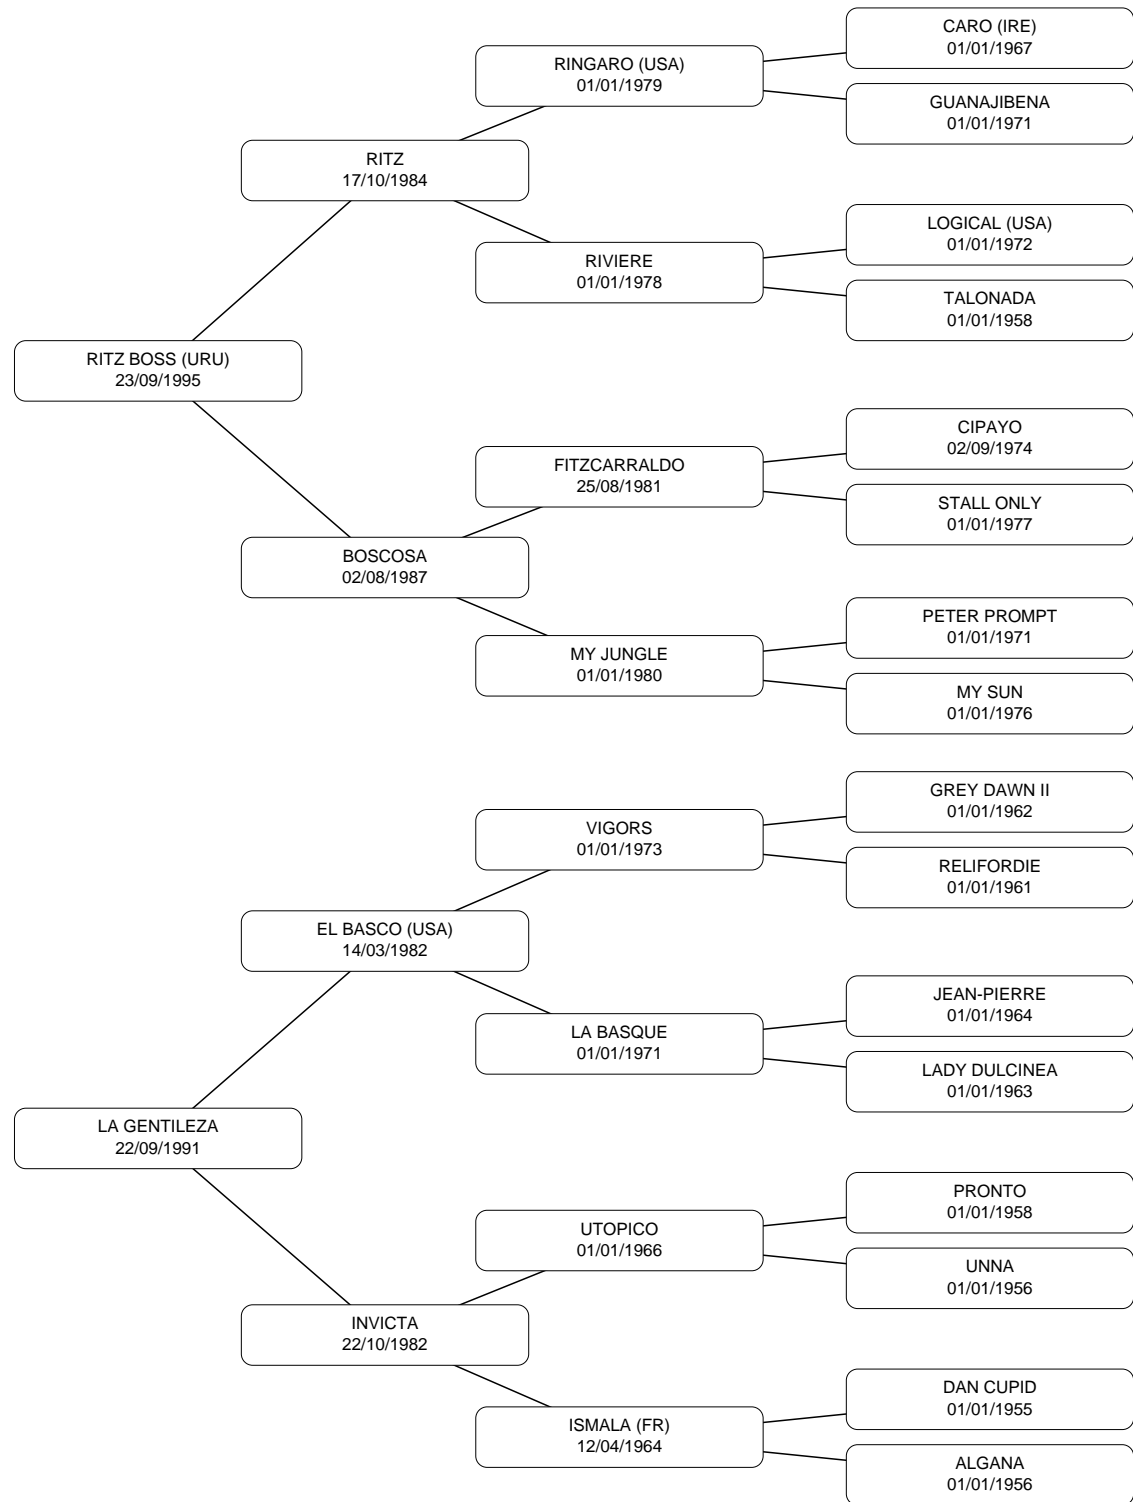 CARO (IRE)
01/01/1967
RINGARO (USA)
01/01/1979
GUANAJIBENA
01/01/1971
RITZ
17/10/1984
LOGICAL (USA)
01/01/1972
RIVIERE
01/01/1978
TALONADA
01/01/1958
RITZ BOSS (URU)
23/09/1995
CIPAYO
02/09/1974
FITZCARRALDO
25/08/1981
STALL ONLY
01/01/1977
BOSCOSA
02/08/1987
PETER PROMPT
01/01/1971
MY JUNGLE
01/01/1980
MY SUN
01/01/1976
GREY DAWN II
01/01/1962
VIGORS
01/01/1973
RELIFORDIE
01/01/1961
EL BASCO (USA)
14/03/1982
JEAN-PIERRE
01/01/1964
LA BASQUE
01/01/1971
LADY DULCINEA
01/01/1963
LA GENTILEZA
22/09/1991
PRONTO
01/01/1958
UTOPICO
01/01/1966
UNNA
01/01/1956
INVICTA
22/10/1982
DAN CUPID
01/01/1955
ISMALA (FR)
12/04/1964
ALGANA
01/01/1956